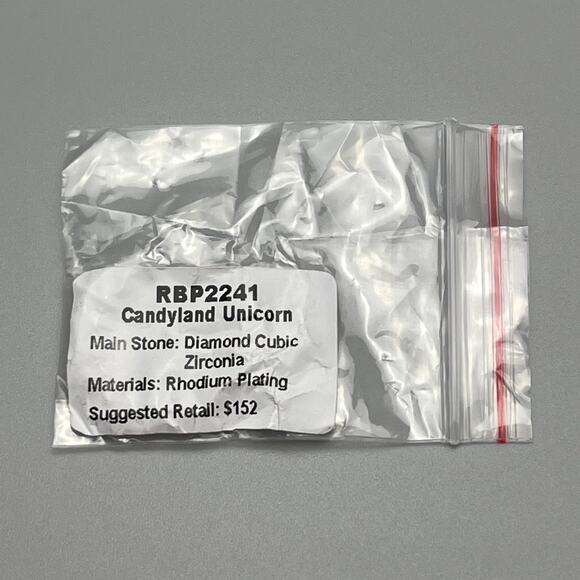 RBP2241
Candyland Unicorn
Main Stone: Diamond Cubic
Zirconia
Materials: Rhodium Plating
Suggested Retail: $152